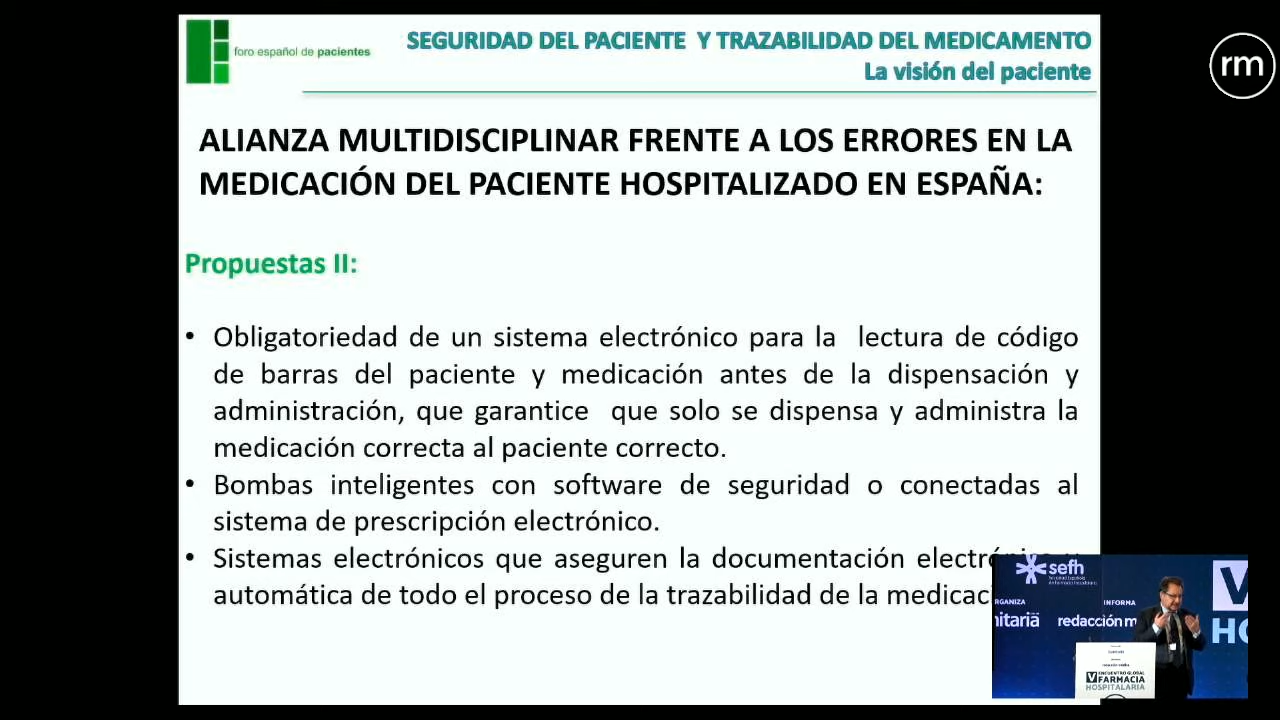 foro español de pacientes
SEGURIDAD DEL PACIENTE Y TRAZABILIDAD DEL MEDICAMENTO
La visión del paciente
rm
ALIANZA MULTIDISCIPLINAR FRENTE A LOS ERRORES EN LA
MEDICACIÓN DEL PACIENTE HOSPITALIZADO EN ESPAÑA:
Propuestas II:
• Obligatoriedad de un sistema electrónico para la lectura de código
de barras del paciente y medicación antes de la dispensación y
administración, que garantice que solo se dispensa y administra la
medicación correcta al paciente correcto.
• Bombas inteligentes con software de seguridad o conectadas al
sistema de prescripción electrónico.
• Sistemas electrónicos que aseguren la documentación
automática de todo el proceso de la trazabilidad de la
sefh
INFORMA
redacción m
V
V ENCUENTRO GLOBAL
FARMACIA
HOSPITALARIA